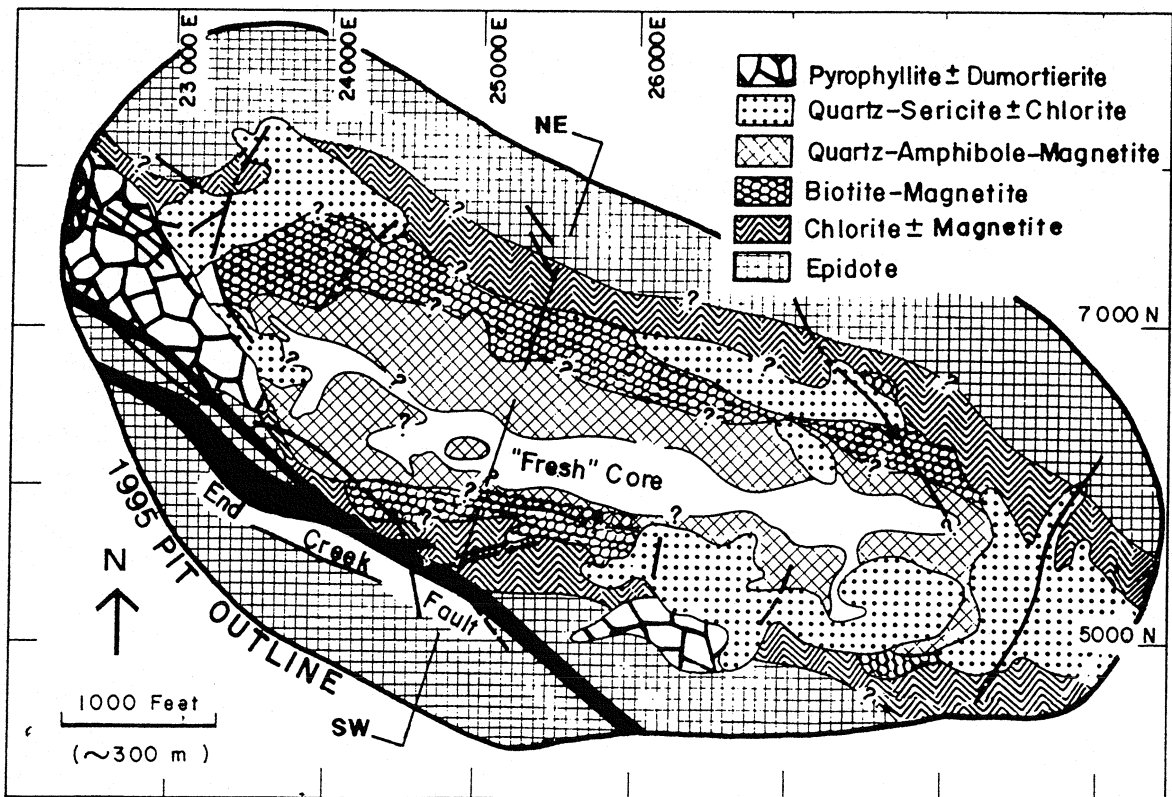 23000E
24000E
25000E
26000E
Pyrophyllite ± Dumortierite
Quartz-Sericite ± Chlorite
Quartz-Amphibole-Magnetite
Biotite-Magnetite
Chlorite ± Magnetite
Epidote
NE
7000 N
"Fresh" Core
End
Creek
Fault
1995 PIT OUTLINE
N
5000 N
1000 Feet
(~300 m)
SW